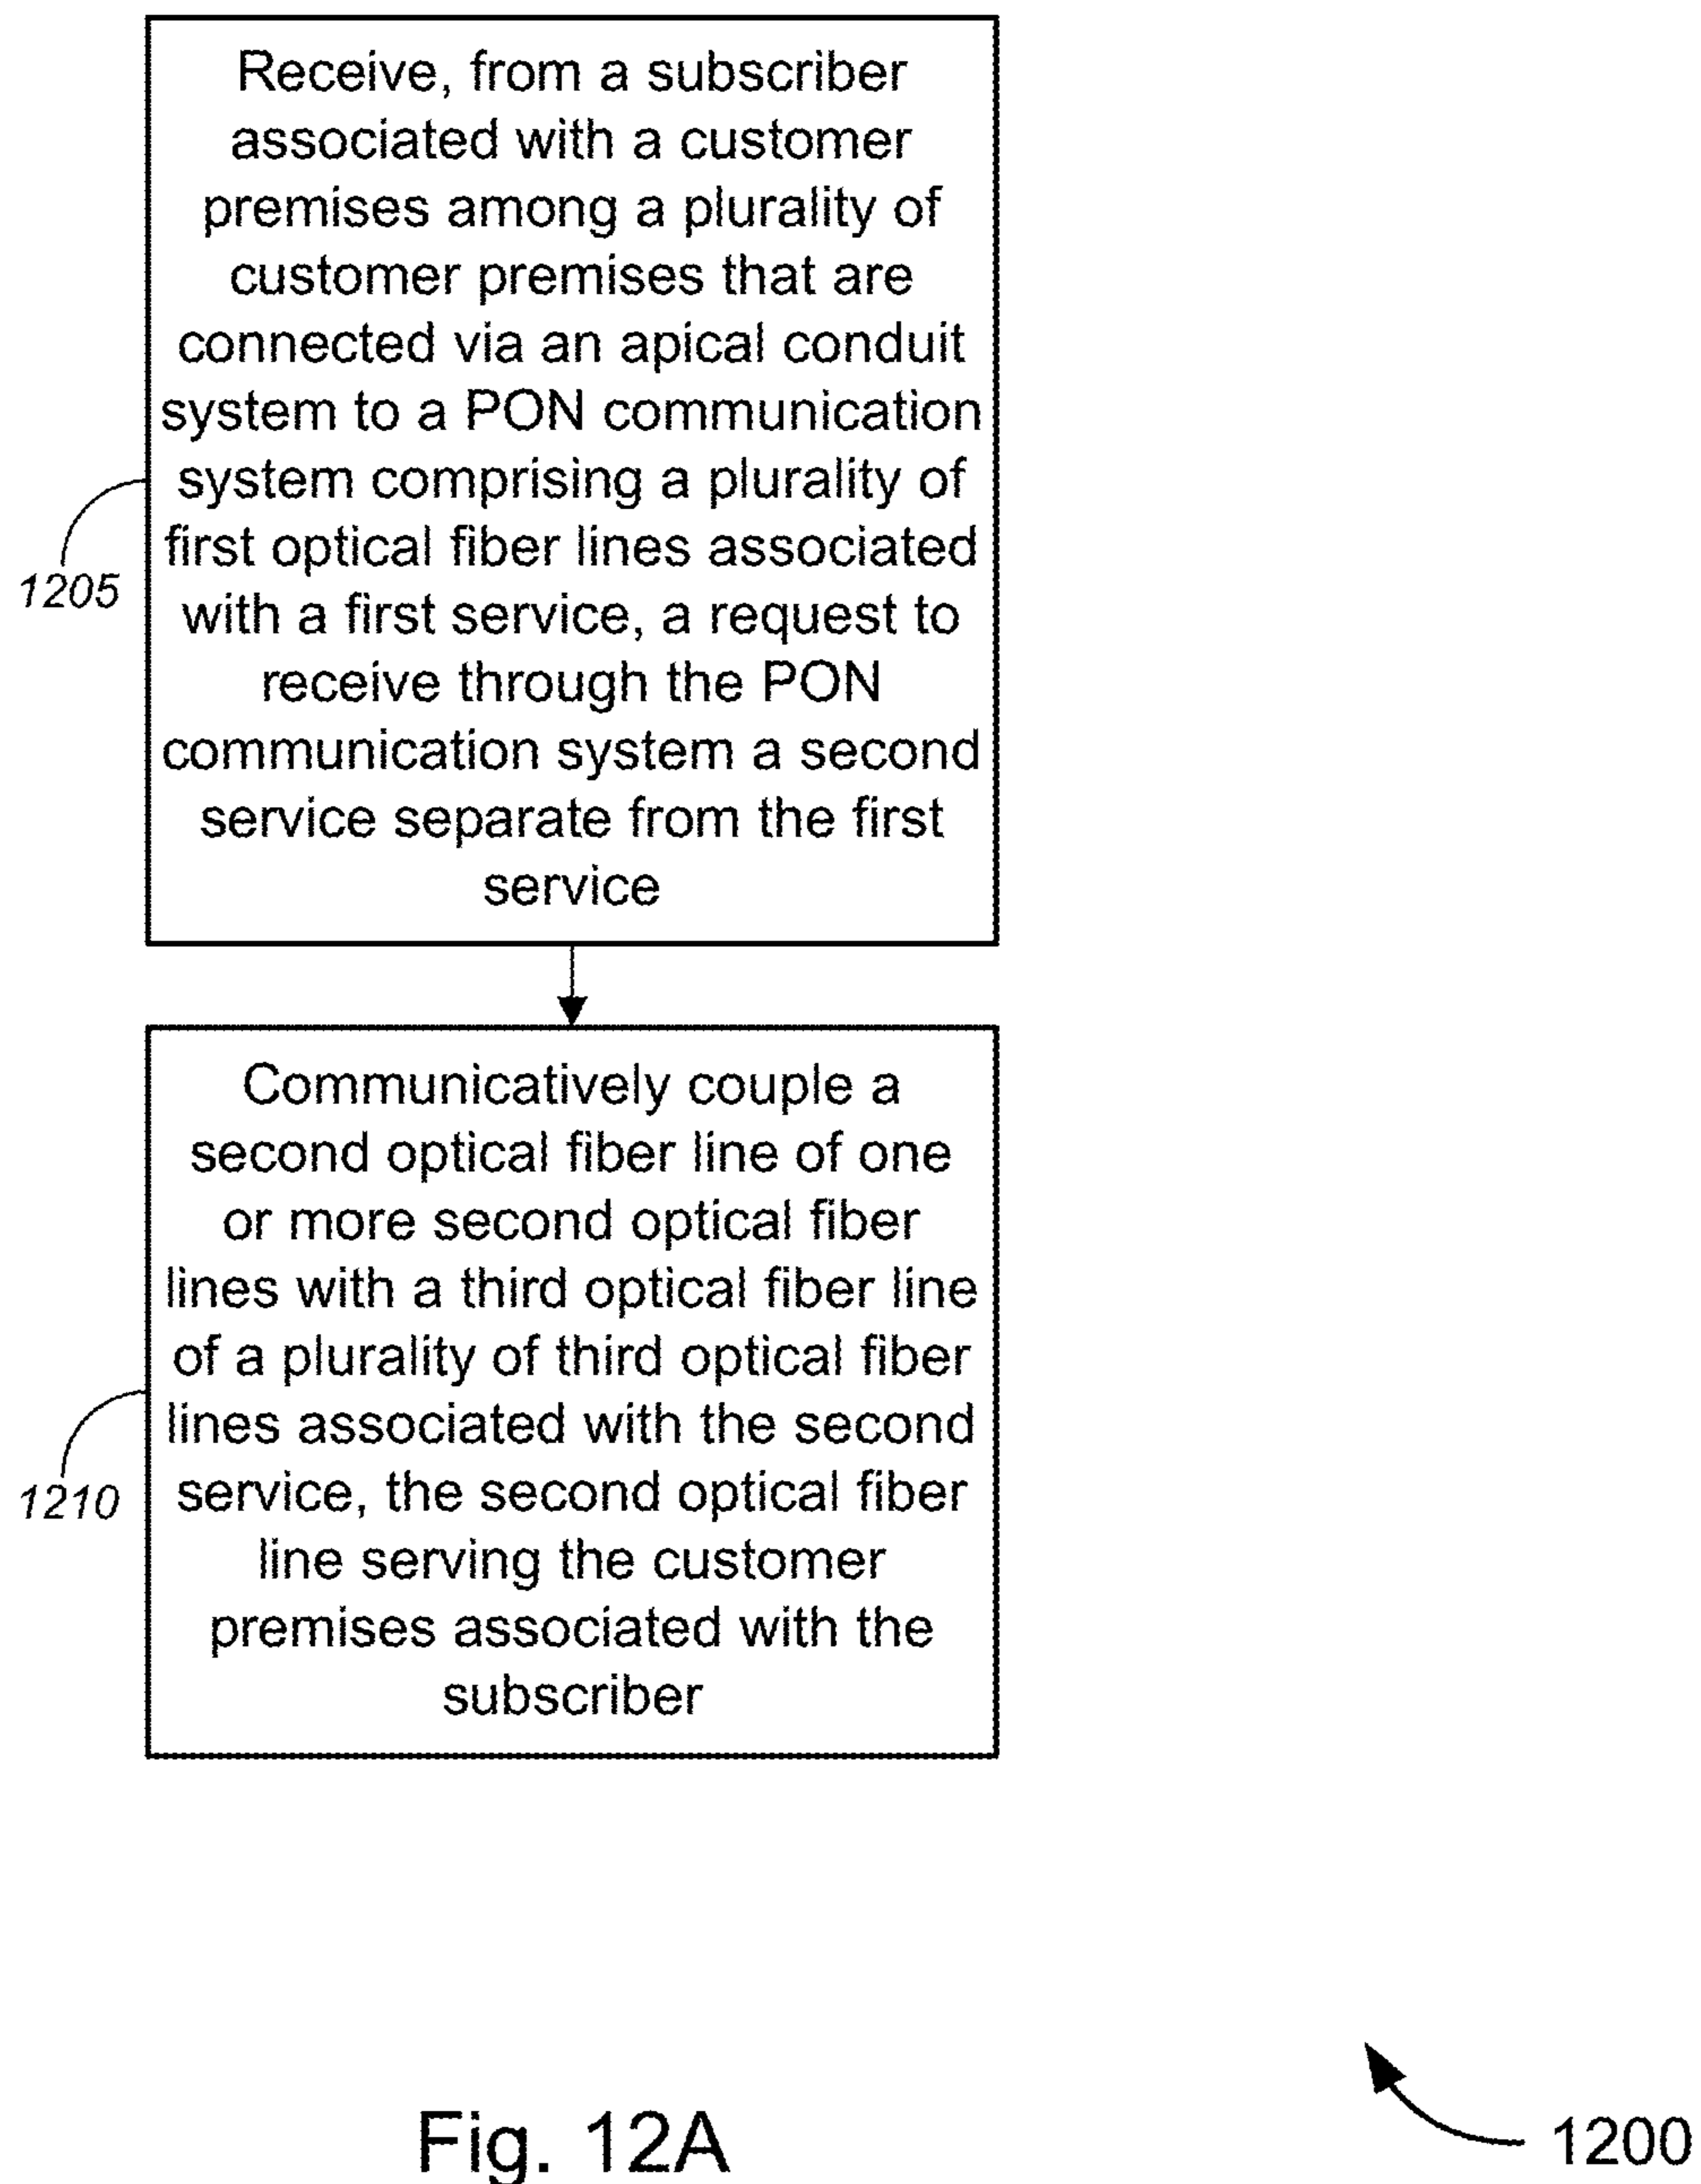 Receive, from a subscriber
associated with a customer
premises among a plurality of
customer premises that are
connected via an apical conduit
system to a PON communication
system comprising a plurality of
first optical fiber lines associated
with a first service, a request to
receive through the PON
communication system a second
service separate from the first
service
1205
Communicatively couple a
second optical fiber line of one
or more second optical fiber
lines with a third optical fiber line
of a plurality of third optical fiber
lines associated with the second
service, the second optical fiber
line serving the customer
premises associated with the
subscriber
1210
Fig. 12A
1200